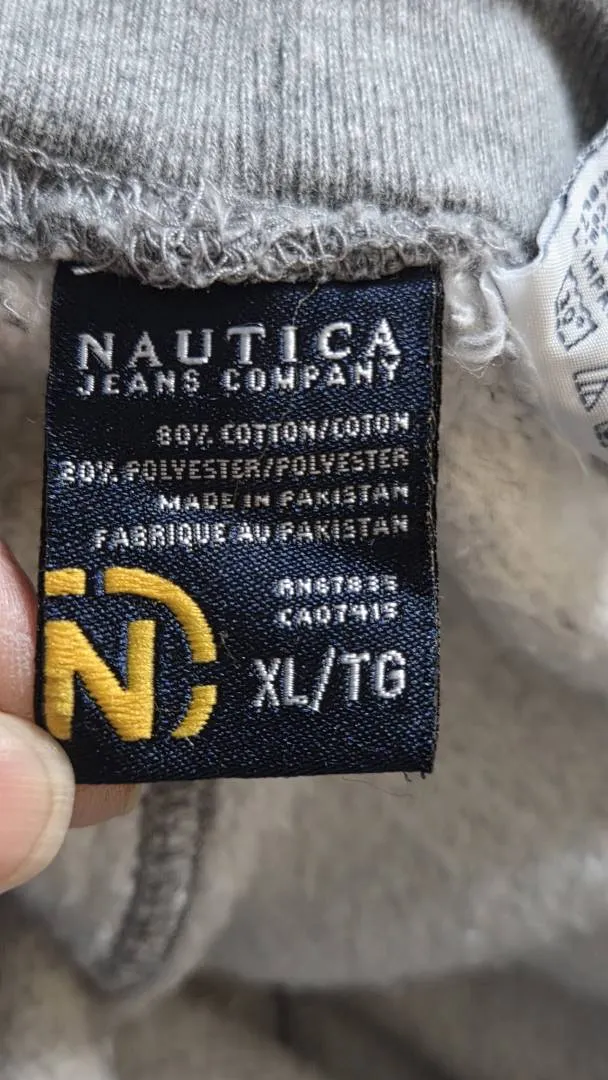 NAUTICA
JEANS COMPANY
80% COTTON/COTON
20% POLYESTER/POLYESTER
MADE IN PAKISTAN
FABRIQUE AU PAKISTAN
RN67835
CA07415
XL/TG
N